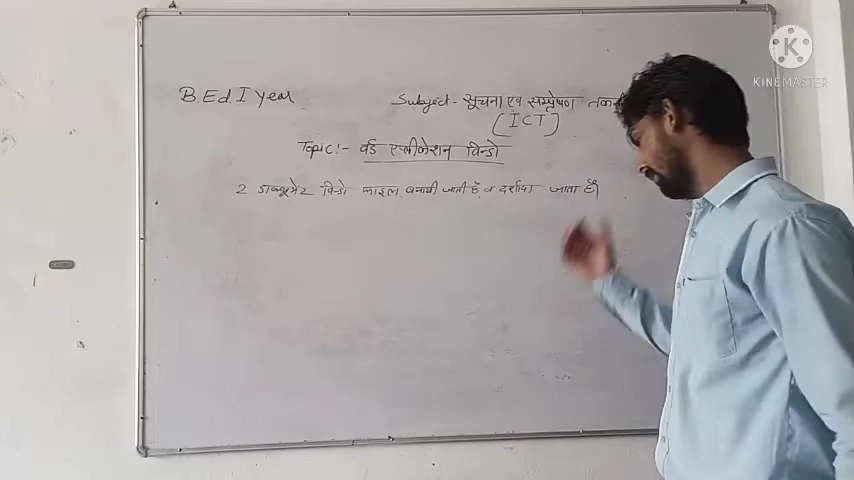 B.Ed. I Year
Subject - सूचना एवं सम्प्रेषण
(ICT)
Topic:- वर्ड एप्लीकेशन विन्डो
2 डाक्यूमेंट विन्डो फाइल बनायी जाती है व दर्शाया जाता है।
K
KINEMASTER